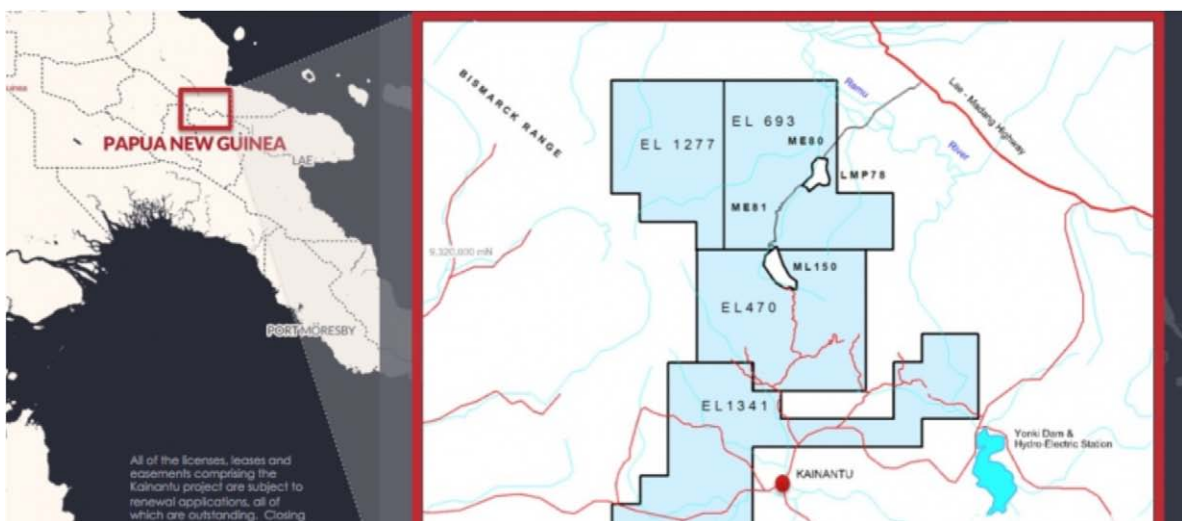 PAPUA NEW GUINEA
LAE
PORT MORESBY
All of the licenses, leases and
easements comprising the
Kainantu project are subject to
renewal applications, all of
which are outstanding. Closing
BISMARCK RANGE
EL 1277
EL 693
ME80
LMP78
ME81
Ramu
River
Lae - Madang Highway
9,320,000 mN
ML150
EL470
EL1341
KAINANTU
Yonki Dam &
Hydro-Electric Station